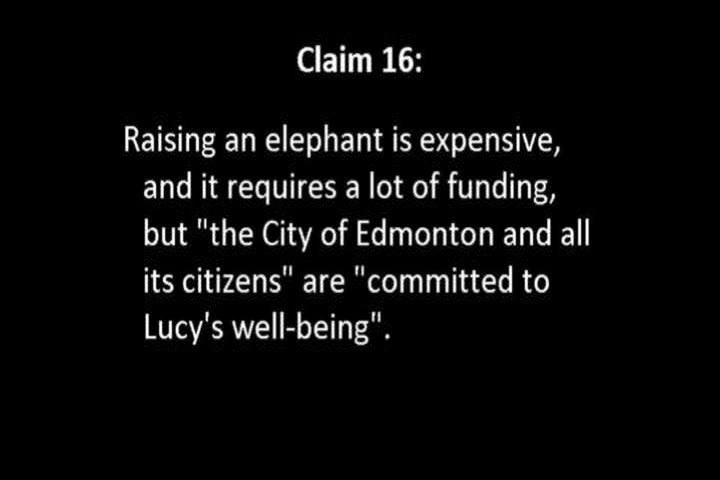 Claim 16:
Raising an elephant is expensive,
and it requires a lot of funding,
but "the City of Edmonton and all
its citizens" are "committed to
Lucy's well-being".